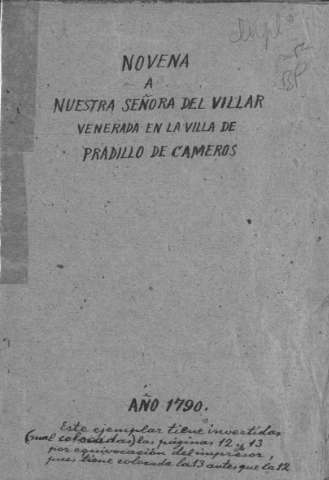 NOVENA
A
NUESTRA SEÑORA DEL VILLAR
VENERADA EN LA VILLA DE
PRADILLO DE CAMEROS
AÑO 1790.
Este ejemplar tiene invertidas
(mal colocadas) las páginas 12 y 13
por equivocación del impresor,
pues tiene colocada la 13 antes que la 12